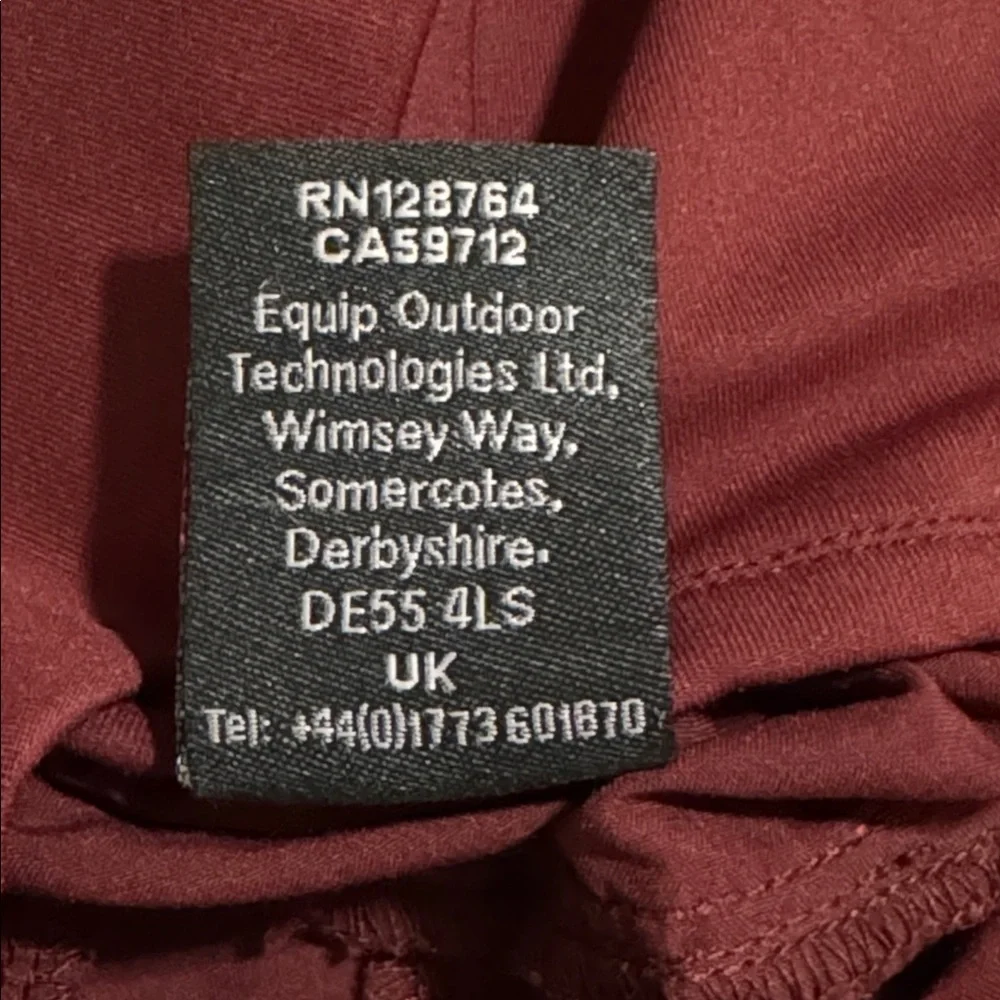 RN128764
CA59712
Equip Outdoor
Technologies Ltd,
Wimsey Way,
Somercotes,
Derbyshire.
DE55 4LS
UK
Tel: +44(0)1773 601870